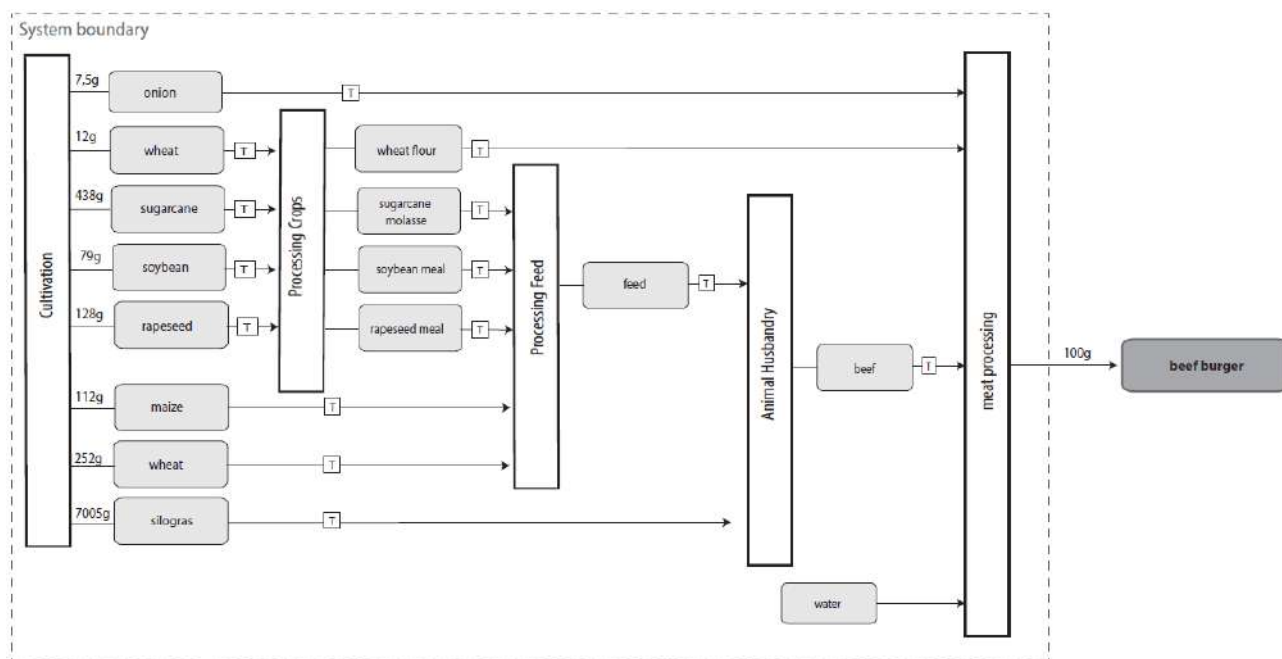 System boundary
Cultivation
7,5g
onion
T
12g
wheat
T
Processing Crops
wheat flour
T
438g
sugarcane
T
sugarcane
molasse
T
79g
soybean
T
soybean meal
T
128g
rapeseed
T
rapeseed meal
T
Processing Feed
feed
T
112g
maize
T
252g
wheat
T
7005g
silogras
T
Animal Husbandry
beef
T
water
meat processing
100g
beef burger